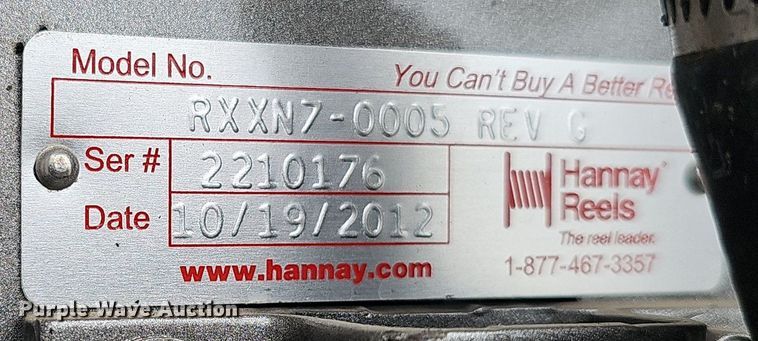 Model No.
You Can't Buy A Better Re
RXXN7-0005 REV G
Ser # 2210176
Date 10/19/2012
Hannay®
Reels
The reel leader.
www.hannay.com
1-877-467-3357
Purple Wave Auction